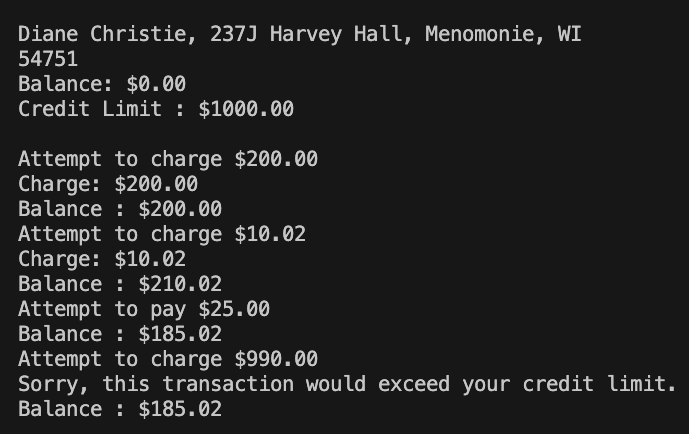 Diane Christie, 237J Harvey Hall, Menomonie, WI
54751
Balance: $0.00
Credit Limit : $1000.00

Attempt to charge $200.00
Charge: $200.00
Balance : $200.00
Attempt to charge $10.02
Charge: $10.02
Balance : $210.02
Attempt to pay $25.00
Balance : $185.02
Attempt to charge $990.00
Sorry, this transaction would exceed your credit limit.
Balance : $185.02